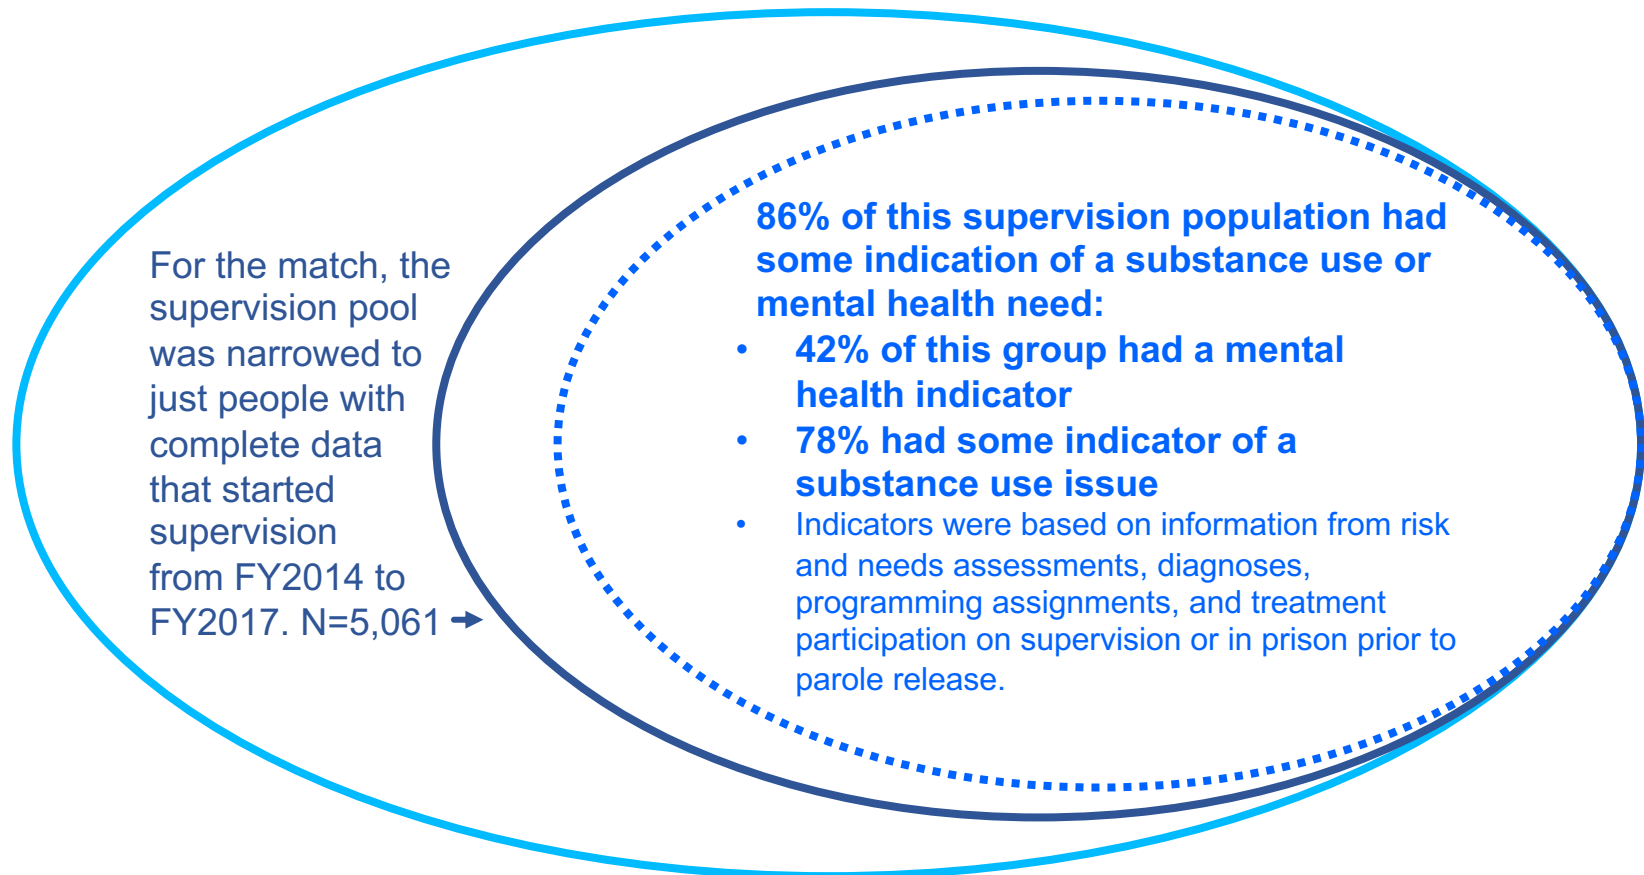 For the match, the
supervision pool
was narrowed to
just people with
complete data
that started
supervision
from FY2014 to
FY2017. N=5,061
86% of this supervision population had
some indication of a substance use or
mental health need:
• 42% of this group had a mental
health indicator
• 78% had some indicator of a
substance use issue
• Indicators were based on information from risk
and needs assessments, diagnoses,
programming assignments, and treatment
participation on supervision or in prison prior to
parole release.